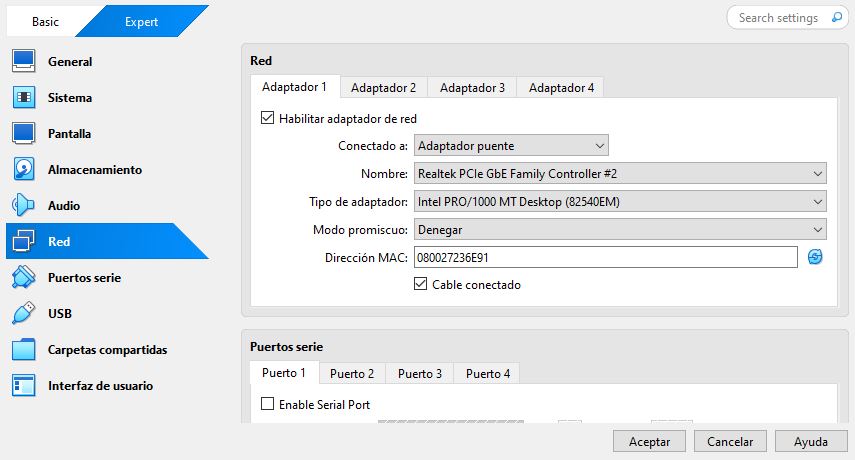 Basic
Expert
Search settings
General
Sistema
Pantalla
Almacenamiento
Audio
Red
Puertos serie
USB
Carpetas compartidas
Interfaz de usuario
Red
Adaptador 1 Adaptador 2 Adaptador 3 Adaptador 4
Habilitar adaptador de red
Conectado a: Adaptador puente
Nombre: Realtek PCIe GbE Family Controller #2
Tipo de adaptador: Intel PRO/1000 MT Desktop (82540EM)
Modo promiscuo: Denegar
Dirección MAC: 080027236E91
Cable conectado
Puertos serie
Puerto 1 Puerto 2 Puerto 3 Puerto 4
Enable Serial Port
Aceptar Cancelar Ayuda